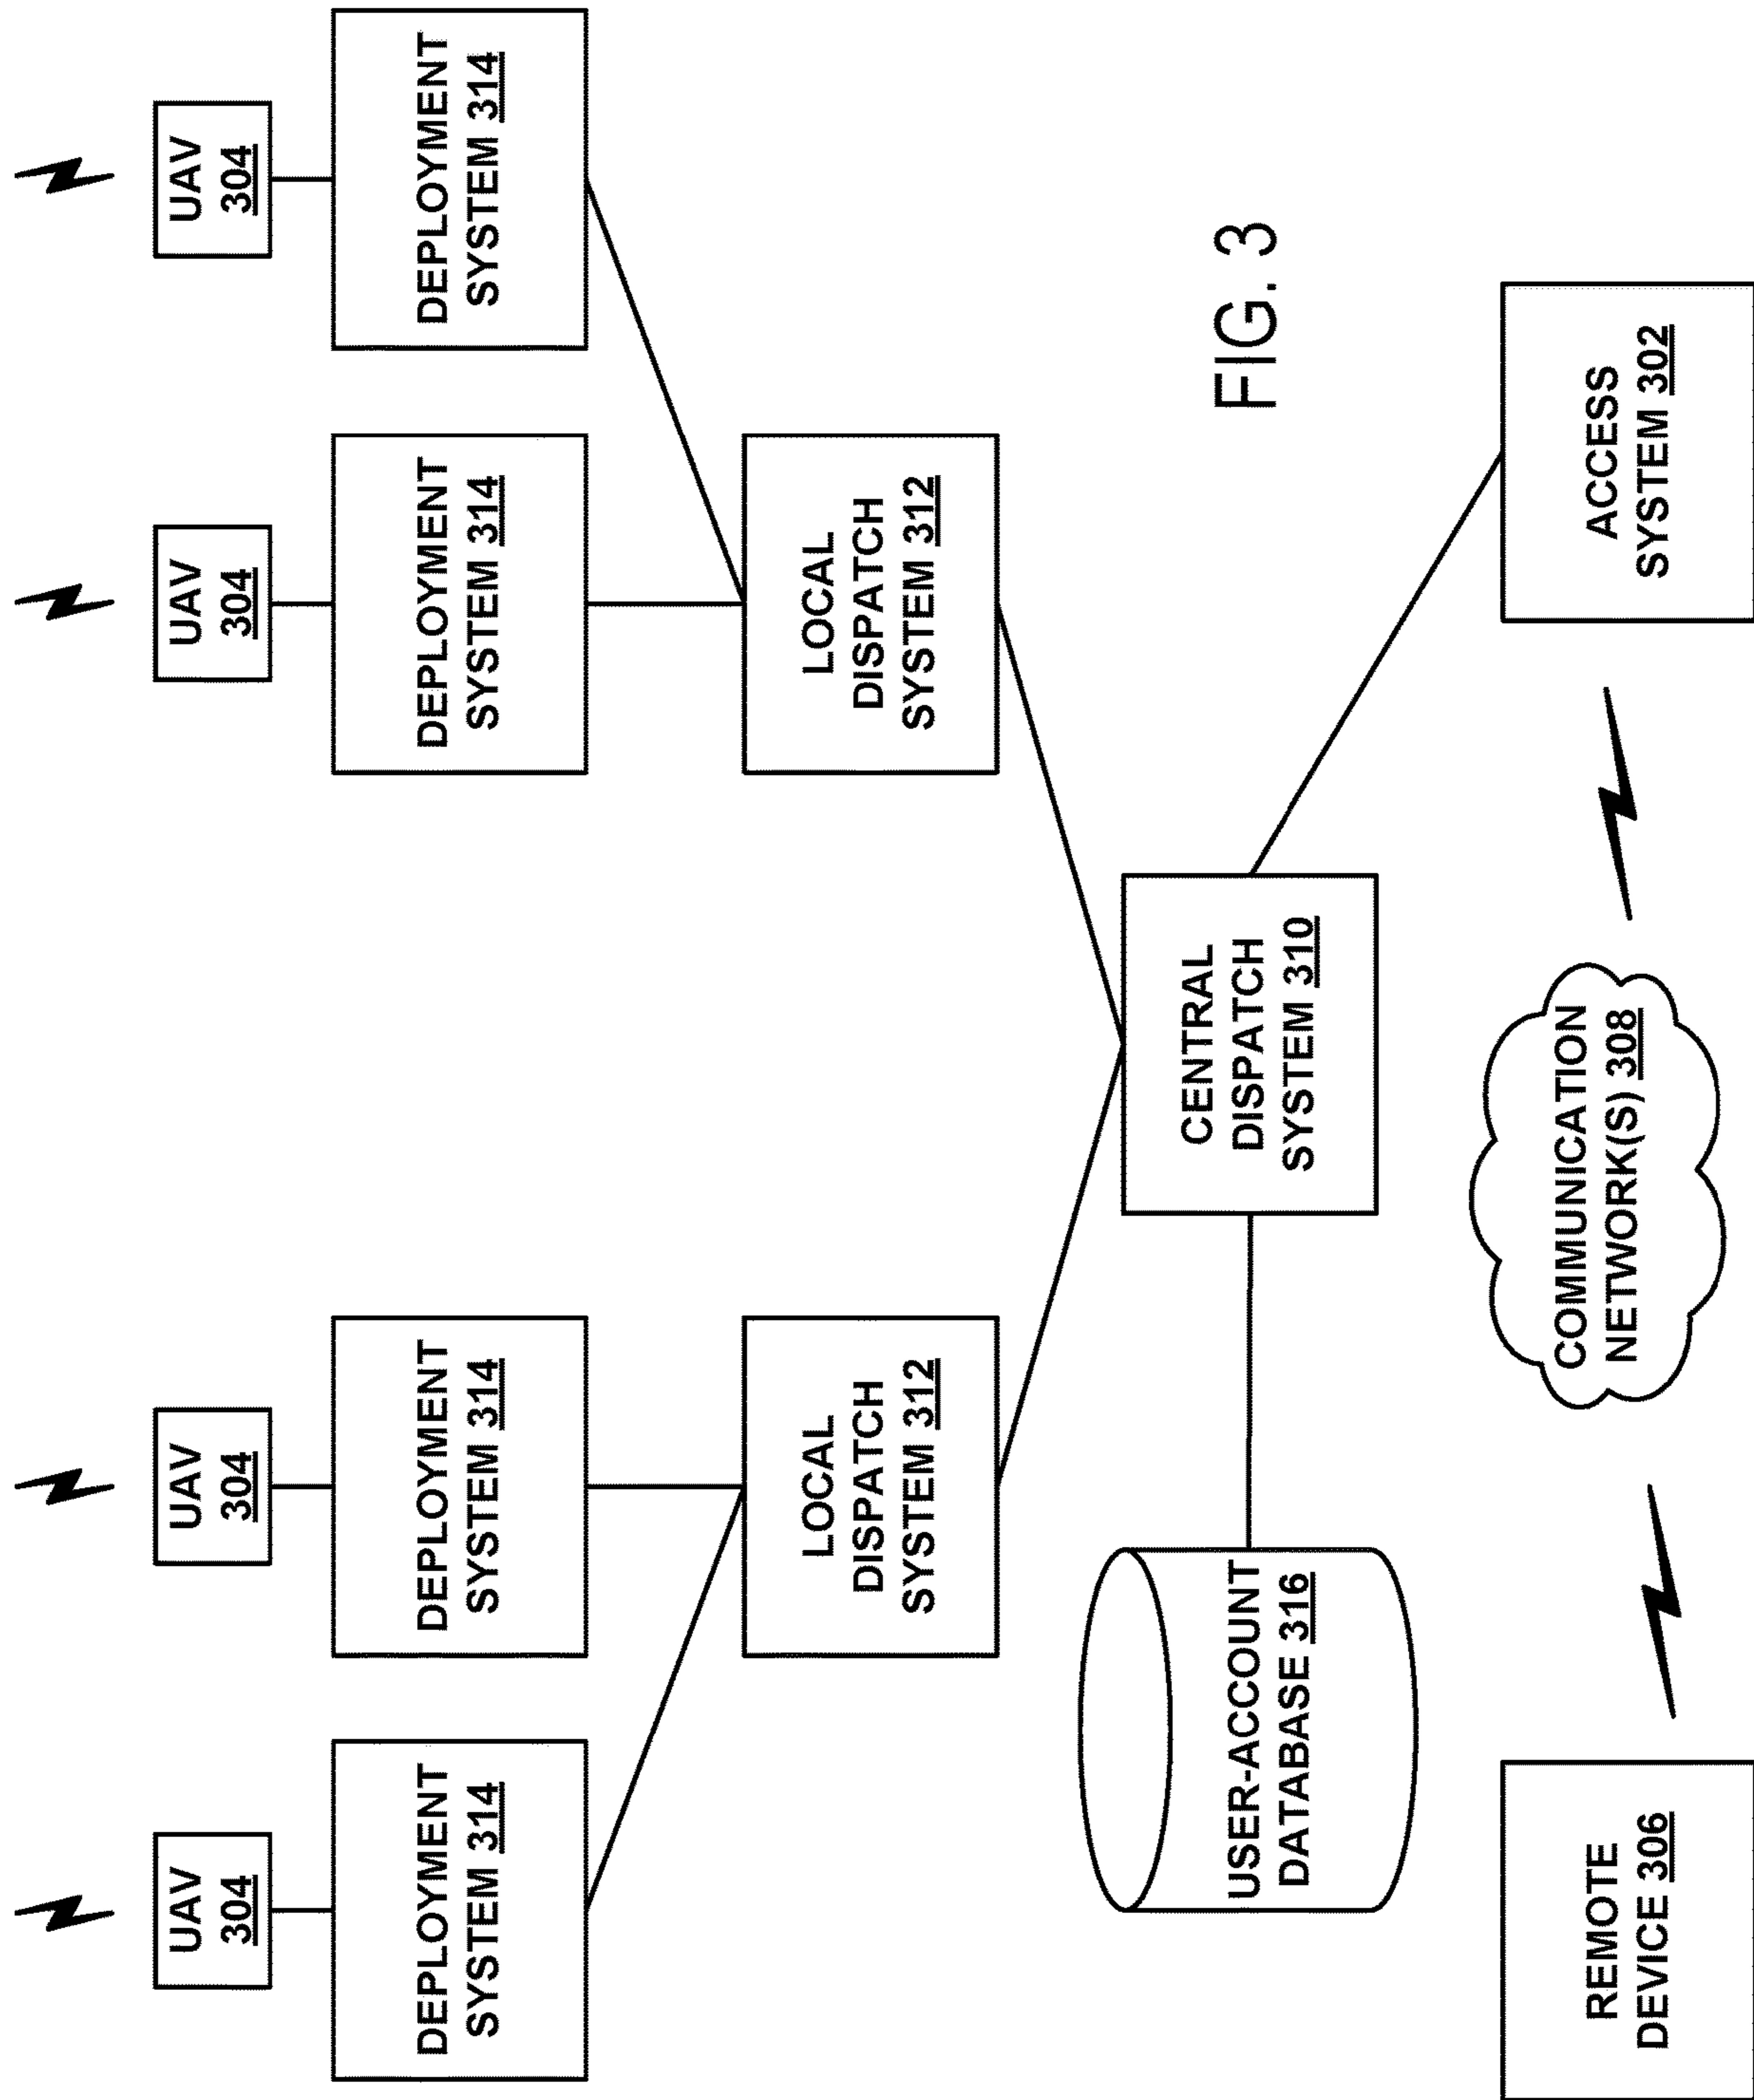 UAV
304
UAV
304
UAV
304
UAV
304
DEPLOYMENT
SYSTEM 314
DEPLOYMENT
SYSTEM 314
DEPLOYMENT
SYSTEM 314
DEPLOYMENT
SYSTEM 314
LOCAL
DISPATCH
SYSTEM 312
LOCAL
DISPATCH
SYSTEM 312
USER-ACCOUNT
DATABASE 316
CENTRAL
DISPATCH
SYSTEM 310
FIG. 3
REMOTE
DEVICE 306
COMMUNICATION
NETWORK(S) 308
ACCESS
SYSTEM 302